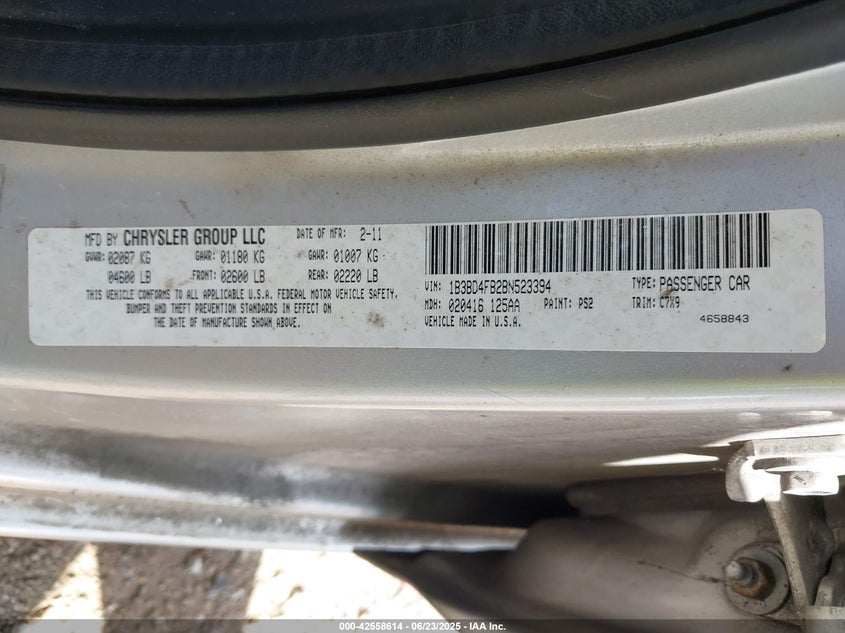 MFD BY CHRYSLER GROUP LLC DATE OF MFR: 2-11
GVWR: 02087 KG GAWR: 01180 KG GAWR: 01007 KG
04600 LB FRONT: 02600 LB REAR: 02220 LB
THIS VEHICLE CONFORMS TO ALL APPLICABLE U.S.A. FEDERAL MOTOR VEHICLE SAFETY,
BUMPER AND THEFT PREVENTION STANDARDS IN EFFECT ON
THE DATE OF MANUFACTURE SHOWN ABOVE.
VIN: 1B3BD4FB2BN523394 TYPE: PASSENGER CAR
MDH: 020416 125AA PAINT: PS2 TRIM: C7X9
VEHICLE MADE IN U.S.A. 4658843
000-42558614 - 06/23/2025 - IAA Inc.